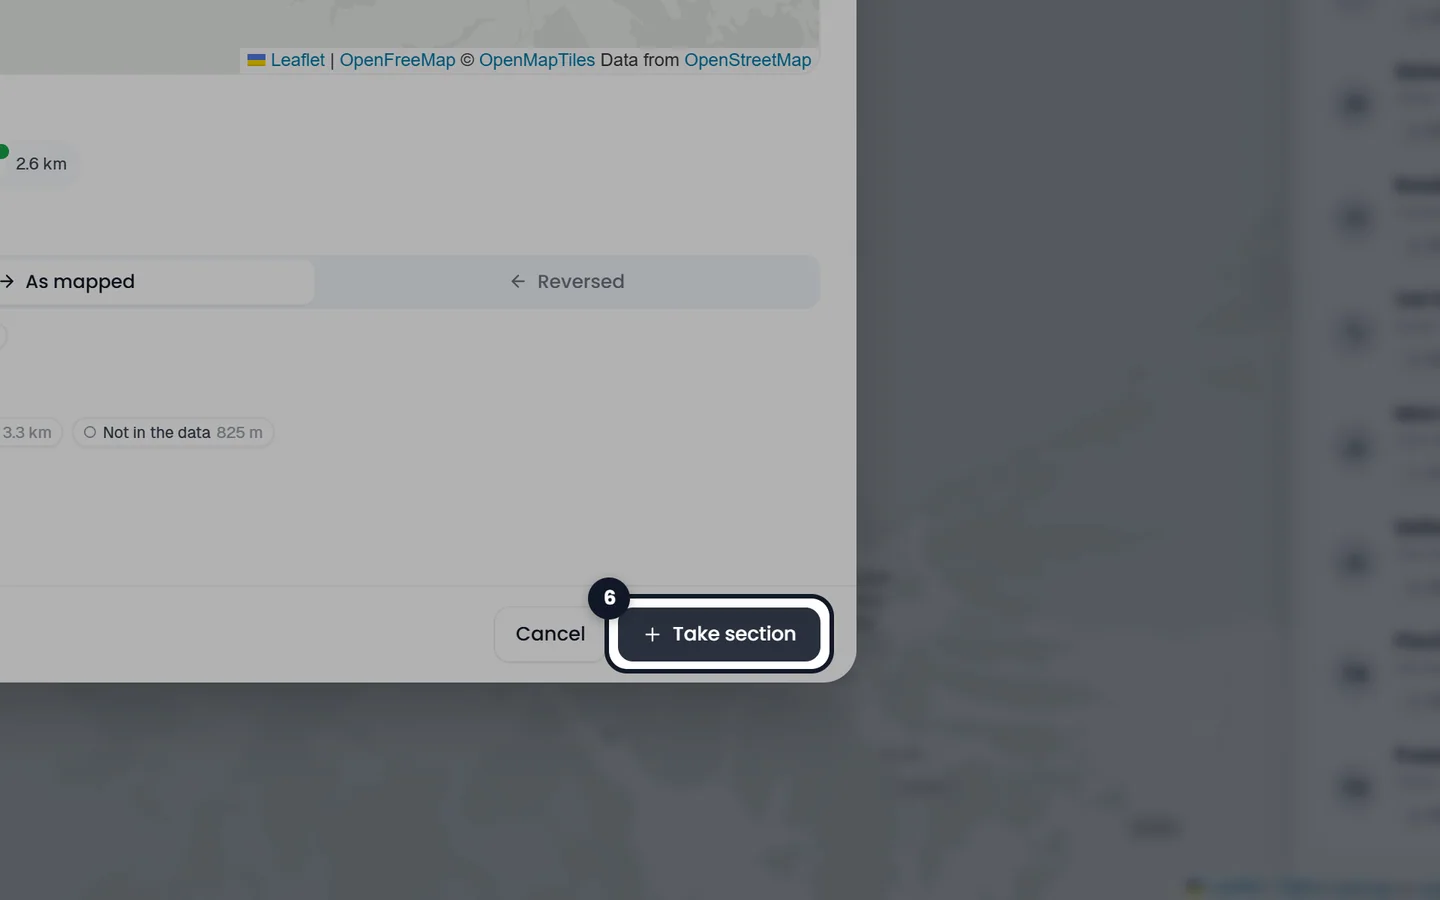 Leaflet | OpenFreeMap © OpenMapTiles Data from OpenStreetMap
2.6 km
→ As mapped
← Reversed
3.3 km
Not in the data 825 m
6
Cancel
+ Take section